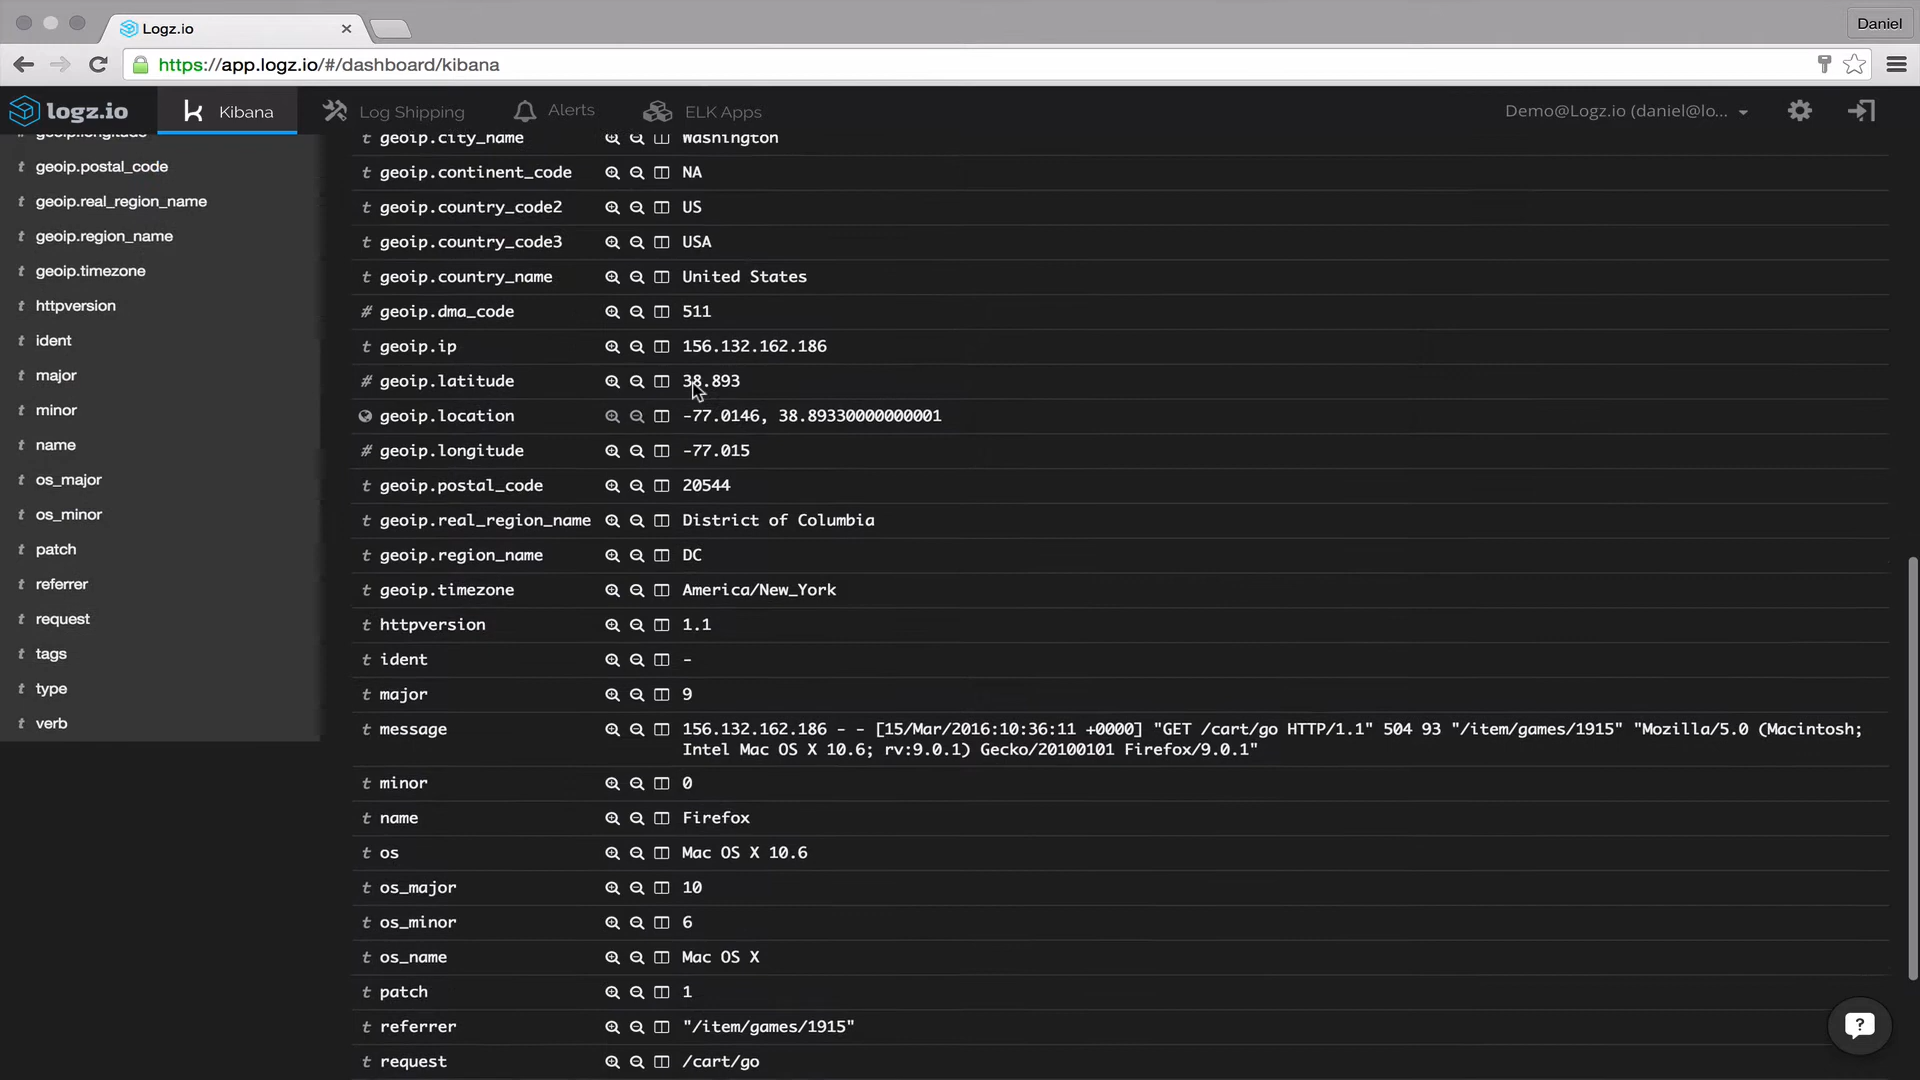 Logz.io
Daniel
https://app.logz.io/#/dashboard/kibana
logz.io
Kibana
Log Shipping
Alerts
ELK Apps
Demo@Logz.io (daniel@lo...
geoip.longitude
geoip.postal_code
geoip.real_region_name
geoip.region_name
geoip.timezone
httpversion
ident
major
minor
name
os_major
os_minor
patch
referrer
request
tags
type
verb
t geoip.city_name Washington
t geoip.continent_code NA
t geoip.country_code2 US
t geoip.country_code3 USA
t geoip.country_name United States
# geoip.dma_code 511
t geoip.ip 156.132.162.186
# geoip.latitude 38.893
geoip.location -77.0146, 38.89330000000001
# geoip.longitude -77.015
t geoip.postal_code 20544
t geoip.real_region_name District of Columbia
t geoip.region_name DC
t geoip.timezone America/New_York
t httpversion 1.1
t ident -
t major 9
t message 156.132.162.186 - - [15/Mar/2016:10:36:11 +0000] "GET /cart/go HTTP/1.1" 504 93 "/item/games/1915" "Mozilla/5.0 (Macintosh;
Intel Mac OS X 10.6; rv:9.0.1) Gecko/20100101 Firefox/9.0.1"
t minor 0
t name Firefox
t os Mac OS X 10.6
t os_major 10
t os_minor 6
t os_name Mac OS X
t patch 1
t referrer "/item/games/1915"
t request /cart/go